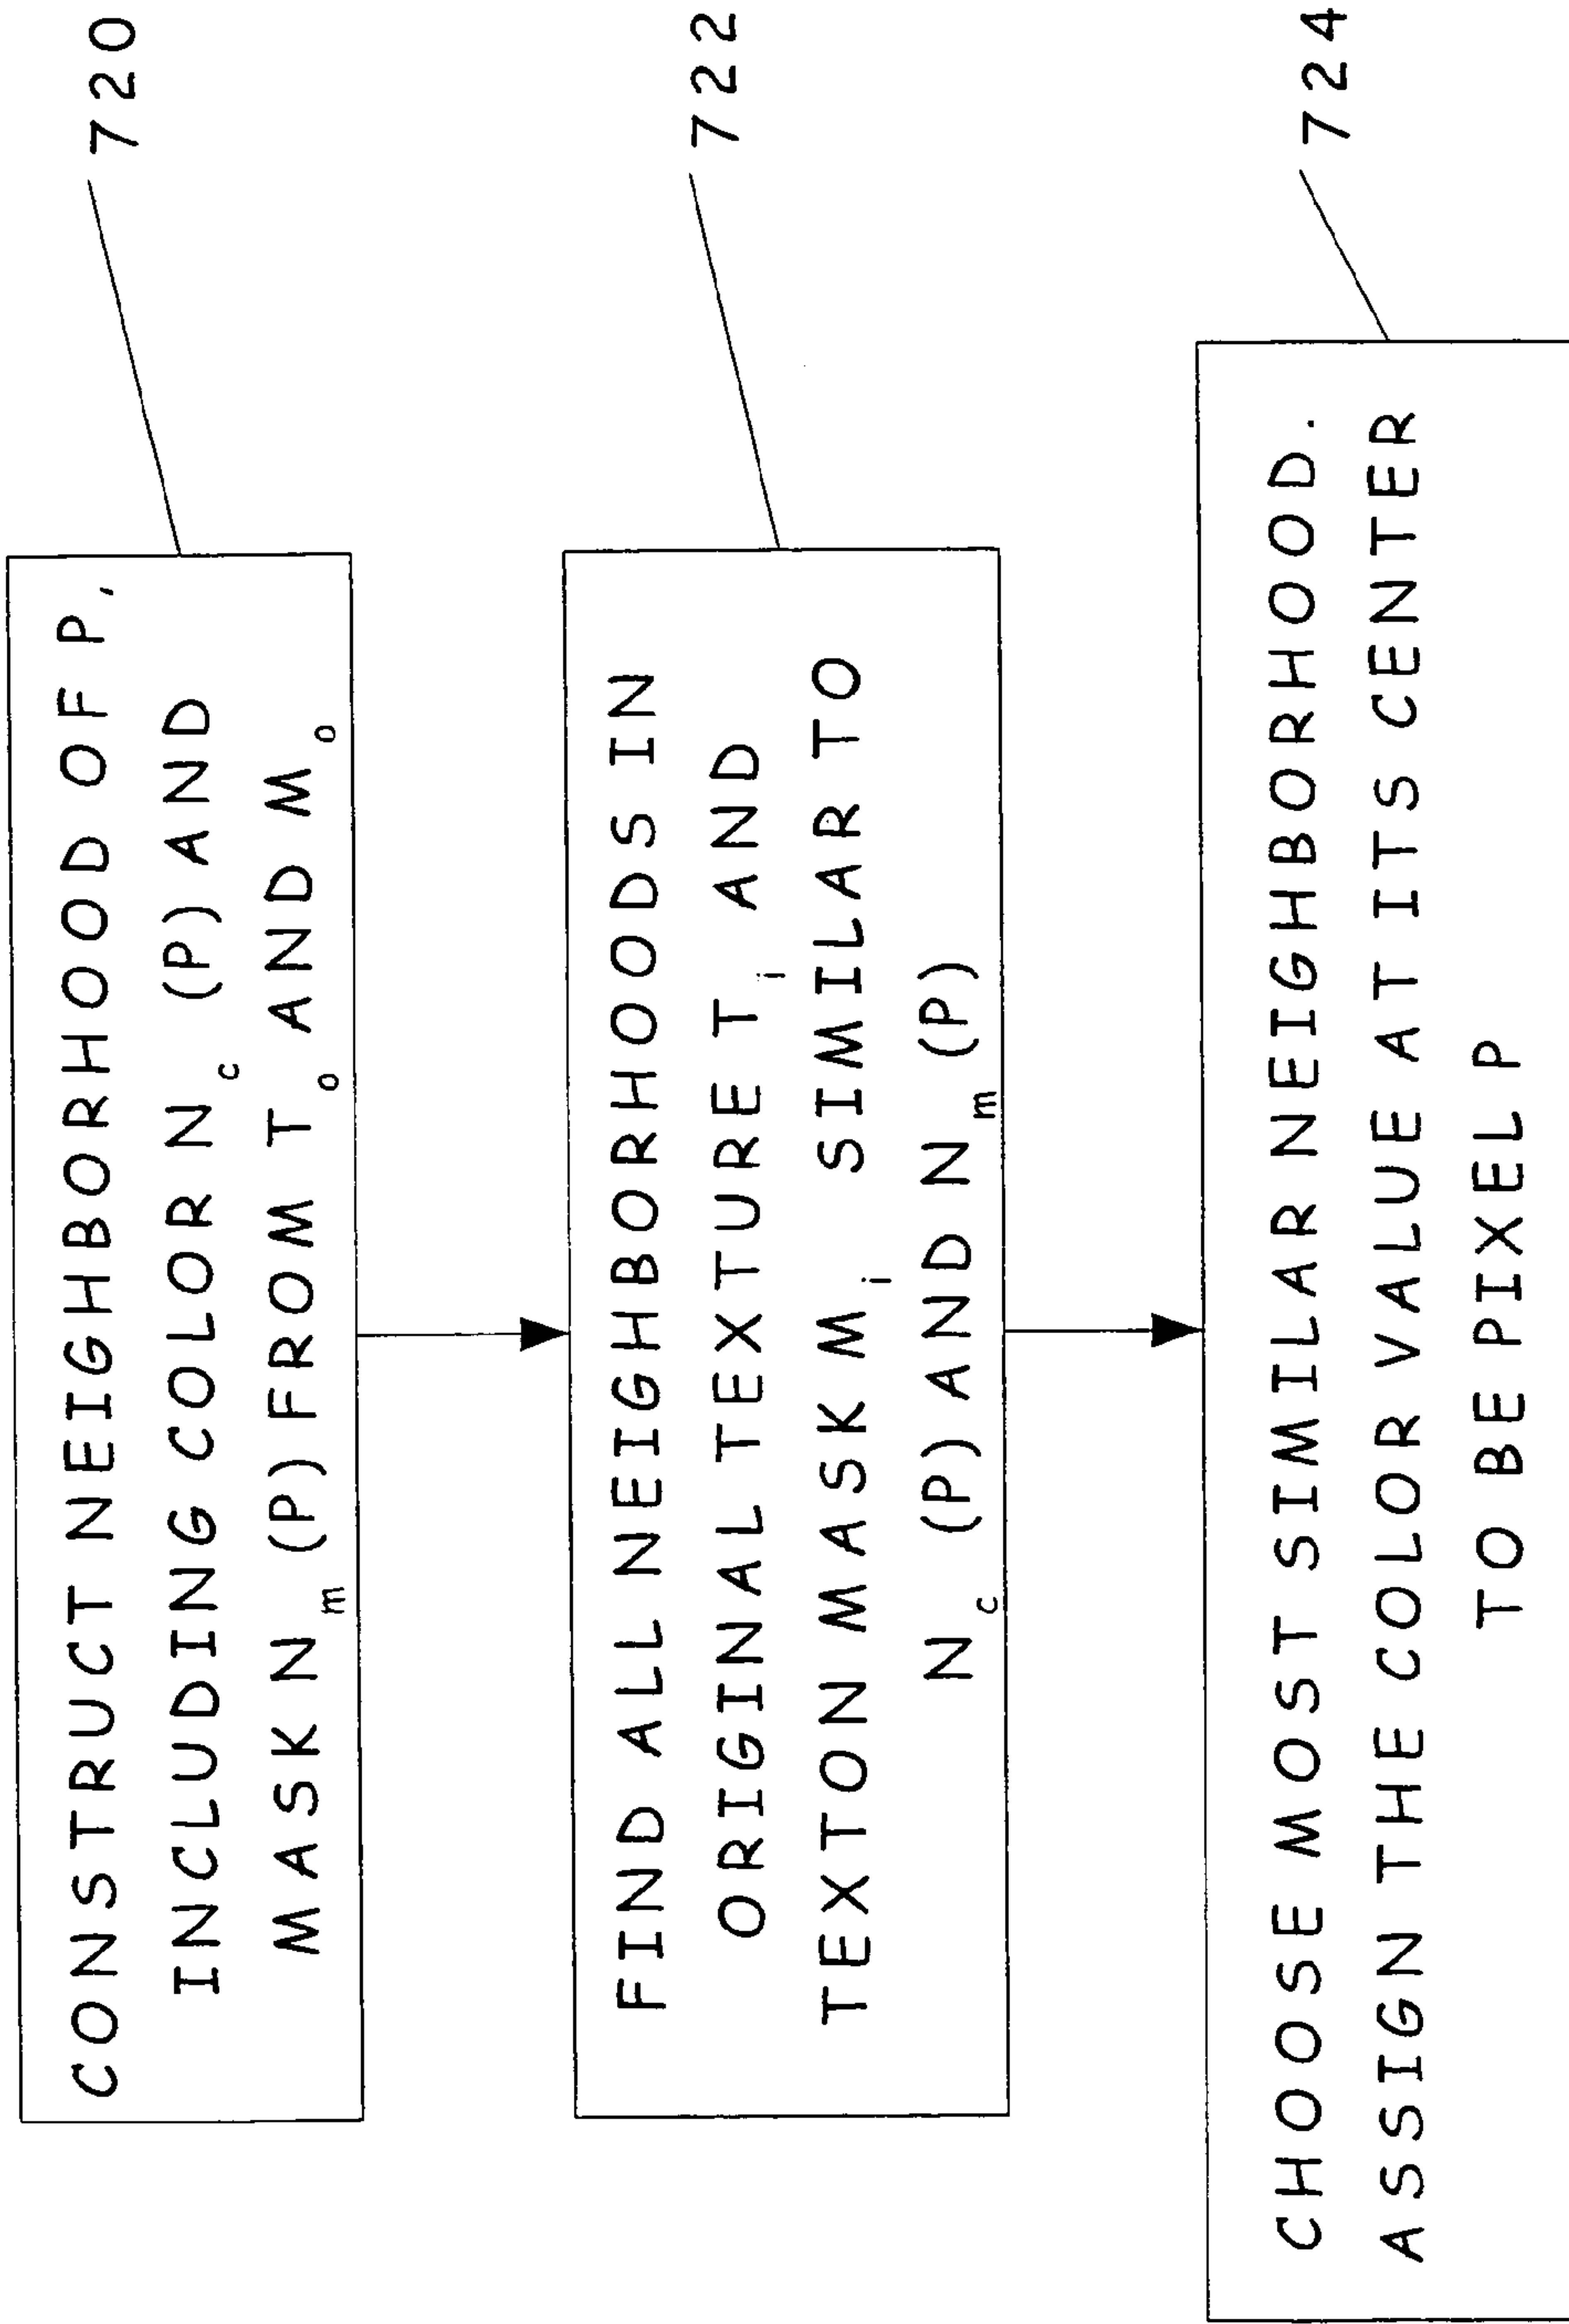 CONSTRUCT NEIGHBORHOOD OF P,
INCLUDING COLOR N_c (P) AND
MASK N_m (P) FROM T_o AND M_o
720
FIND ALL NEIGHBORHOODS IN
ORIGINAL TEXTURE T_i AND
TEXTON MASK M_i SIMILAR TO
N_c (P) AND N_m (P)
722
CHOOSE MOST SIMILAR NEIGHBORHOOD.
ASSIGN THE COLOR VALUE AT ITS CENTER
TO BE PIXEL P
724